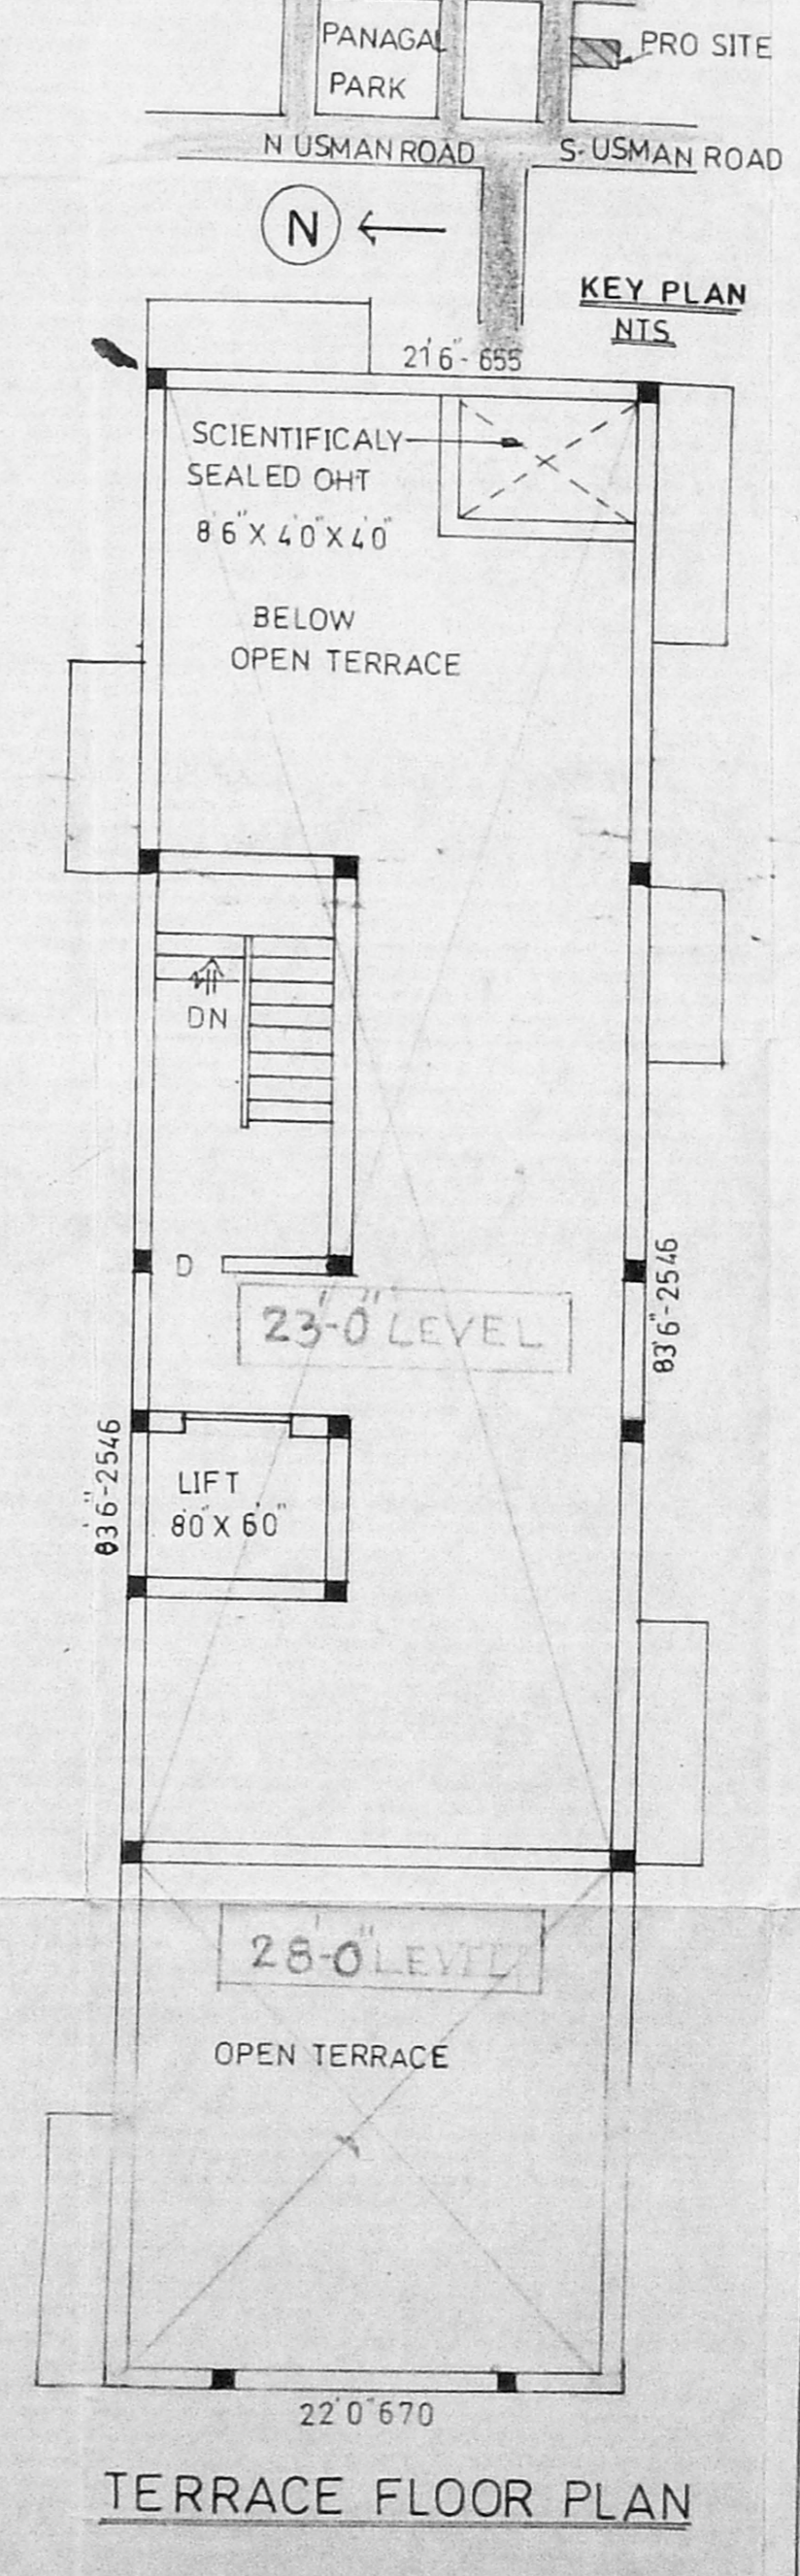 PANAGAL
PARK
PRO SITE
N USMAN ROAD
S-USMAN ROAD
N
KEY PLAN
NTS
21'6"-655
SCIENTIFICALY
SEALED OHT
8'6"X4'0"X4'0"
BELOW
OPEN TERRACE
DN
D
23'-0" LEVEL
83'6"-2546
83'6"-2546
LIFT
8'0"X6'0"
28'-0" LEVEL
OPEN TERRACE
22'0"670
TERRACE FLOOR PLAN